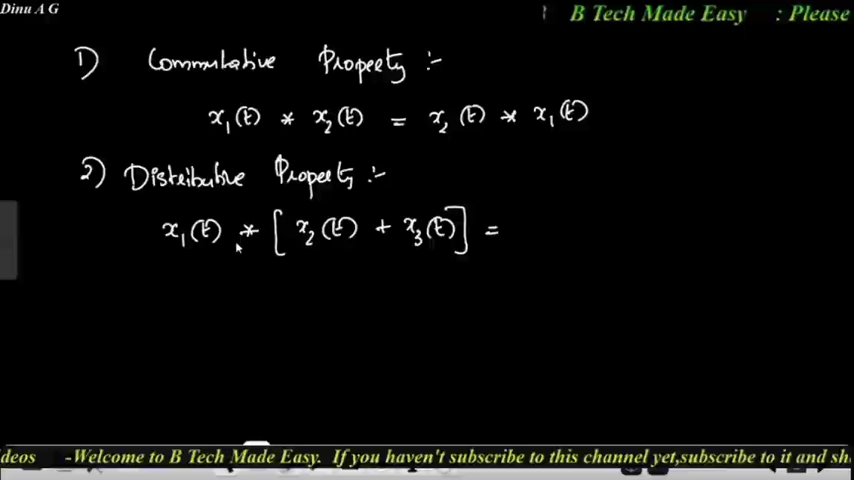 Dinu A G
B Tech Made Easy : Please
1) Commutative Property :-
x₁(t) * x₂(t) = x₂(t) * x₁(t)
2) Distributive Property :-
x₁(t) * [x₂(t) + x₃(t)] =
deos -Welcome to B Tech Made Easy. If you haven't subscribe to this channel yet,subscribe to it and sh